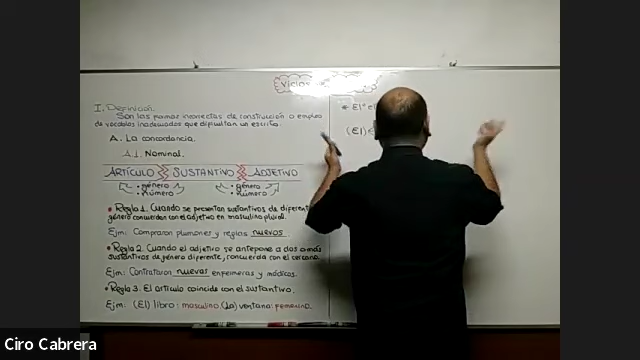 Vicios
I. Definición.
Son las formas incorrectas de construcción o empleo
de vocablos inadecuados que dificultan un escrito.
A. La concordancia.
A.1. Nominal.
ARTÍCULO SUSTANTIVO ADJETIVO
• género • género
• número • número
• Regla 1. Cuando se presentan sustantivos de diferente
género concuerdan con el adjetivo en masculino plural.
Ejm: Compraron plumones y reglas nuevos.
• Regla 2. Cuando el adjetivo se antepone a dos o más
sustantivos de género diferente, concuerda con el cercano.
Ejm: Contrataron nuevas enfermeras y médicos.
• Regla 3. El artículo coincide con el sustantivo.
Ejm: (El) libro: masculino (La) ventana: femenino
(El)
Ciro Cabrera